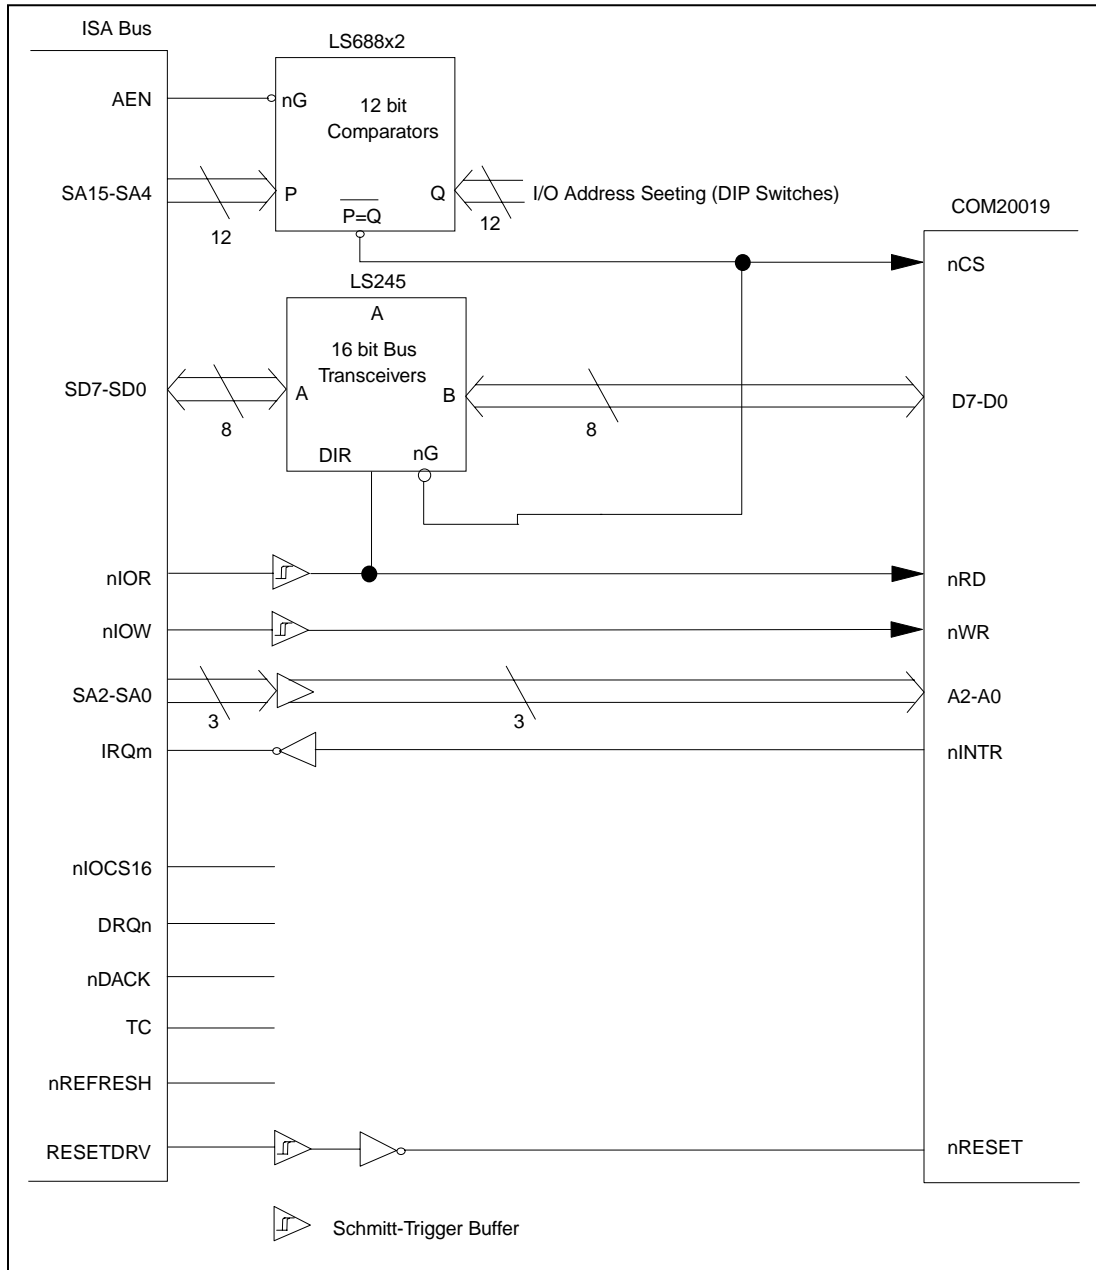 ISA Bus
LS688x2
AEN
nG
12 bit
Comparators
SA15-SA4
P
Q
I/O Address Seeting (DIP Switches)
12
P=Q
12
COM20019
nCS
LS245
A
16 bit Bus
Transceivers
SD7-SD0
A
B
D7-D0
8
8
DIR
nG
nIOR
nRD
nIOW
nWR
SA2-SA0
A2-A0
3
3
IRQm
nINTR
nIOCS16
DRQn
nDACK
TC
nREFRESH
RESETDRV
nRESET
Schmitt-Trigger Buffer